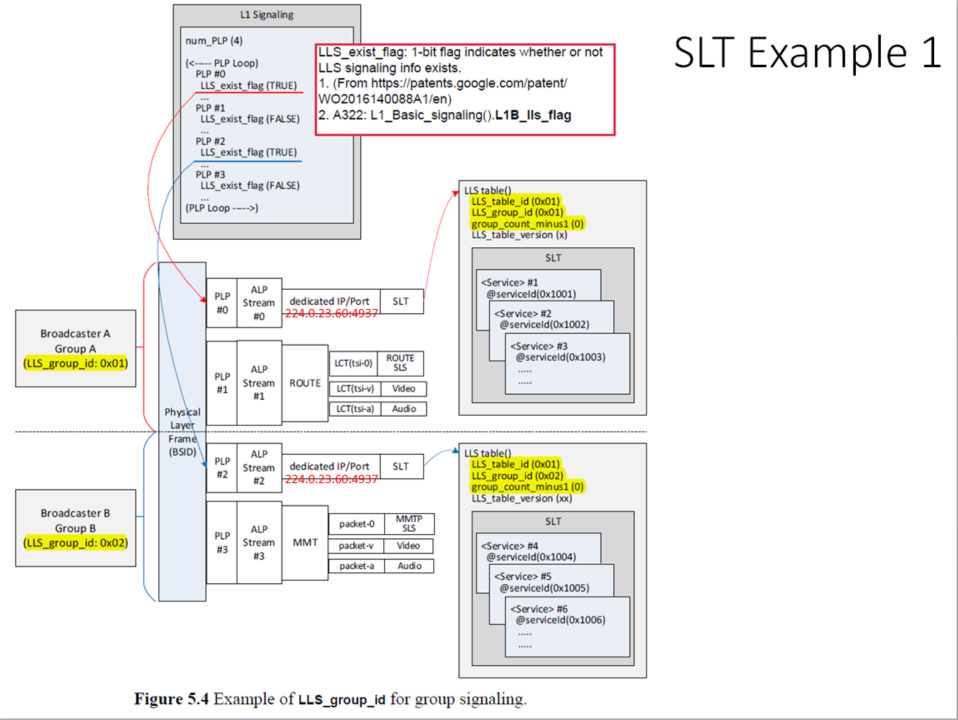 SLT Example 1
L1 Signaling
num_PLP (4)
(<----- PLP Loop)
PLP #0
LLS_exist_flag (TRUE)
...
PLP #1
LLS_exist_flag (FALSE)
...
PLP #2
LLS_exist_flag (TRUE)
...
PLP #3
LLS_exist_flag (FALSE)
...
(PLP Loop ----->)
LLS_exist_flag: 1-bit flag indicates whether or not
LLS signaling info exists.
1. (From https://patents.google.com/patent/
WO2016140088A1/en)
2. A322: L1_Basic_signaling().L1B_lls_flag
Broadcaster A
Group A
(LLS_group_id: 0x01)
Broadcaster B
Group B
(LLS_group_id: 0x02)
Physical
Layer
Frame
(BSID)
PLP
#0
ALP
Stream
#0
dedicated IP/Port
224.0.23.60:4937
SLT
PLP
#1
ALP
Stream
#1
ROUTE
LCT(tsi-0)
ROUTE
SLS
LCT(tsi-v)
Video
LCT(tsi-a)
Audio
PLP
#2
ALP
Stream
#2
dedicated IP/Port
224.0.23.60:4937
SLT
PLP
#3
ALP
Stream
#3
MMT
packet-0
MMTP
SLS
packet-v
Video
packet-a
Audio
LLS table()
LLS_table_id (0x01)
LLS_group_id (0x01)
group_count_minus1 (0)
LLS_table_version (x)
SLT
<Service> #1
@serviceId(0x1001)
<Service> #2
@serviceId(0x1002)
<Service> #3
@serviceId(0x1003)
.....
.....
LLS table()
LLS_table_id (0x01)
LLS_group_id (0x02)
group_count_minus1 (0)
LLS_table_version (xx)
SLT
<Service> #4
@serviceId(0x1004)
<Service> #5
@serviceId(0x1005)
<Service> #6
@serviceId(0x1006)
.....
.....
Figure 5.4 Example of LLS_group_id for group signaling.